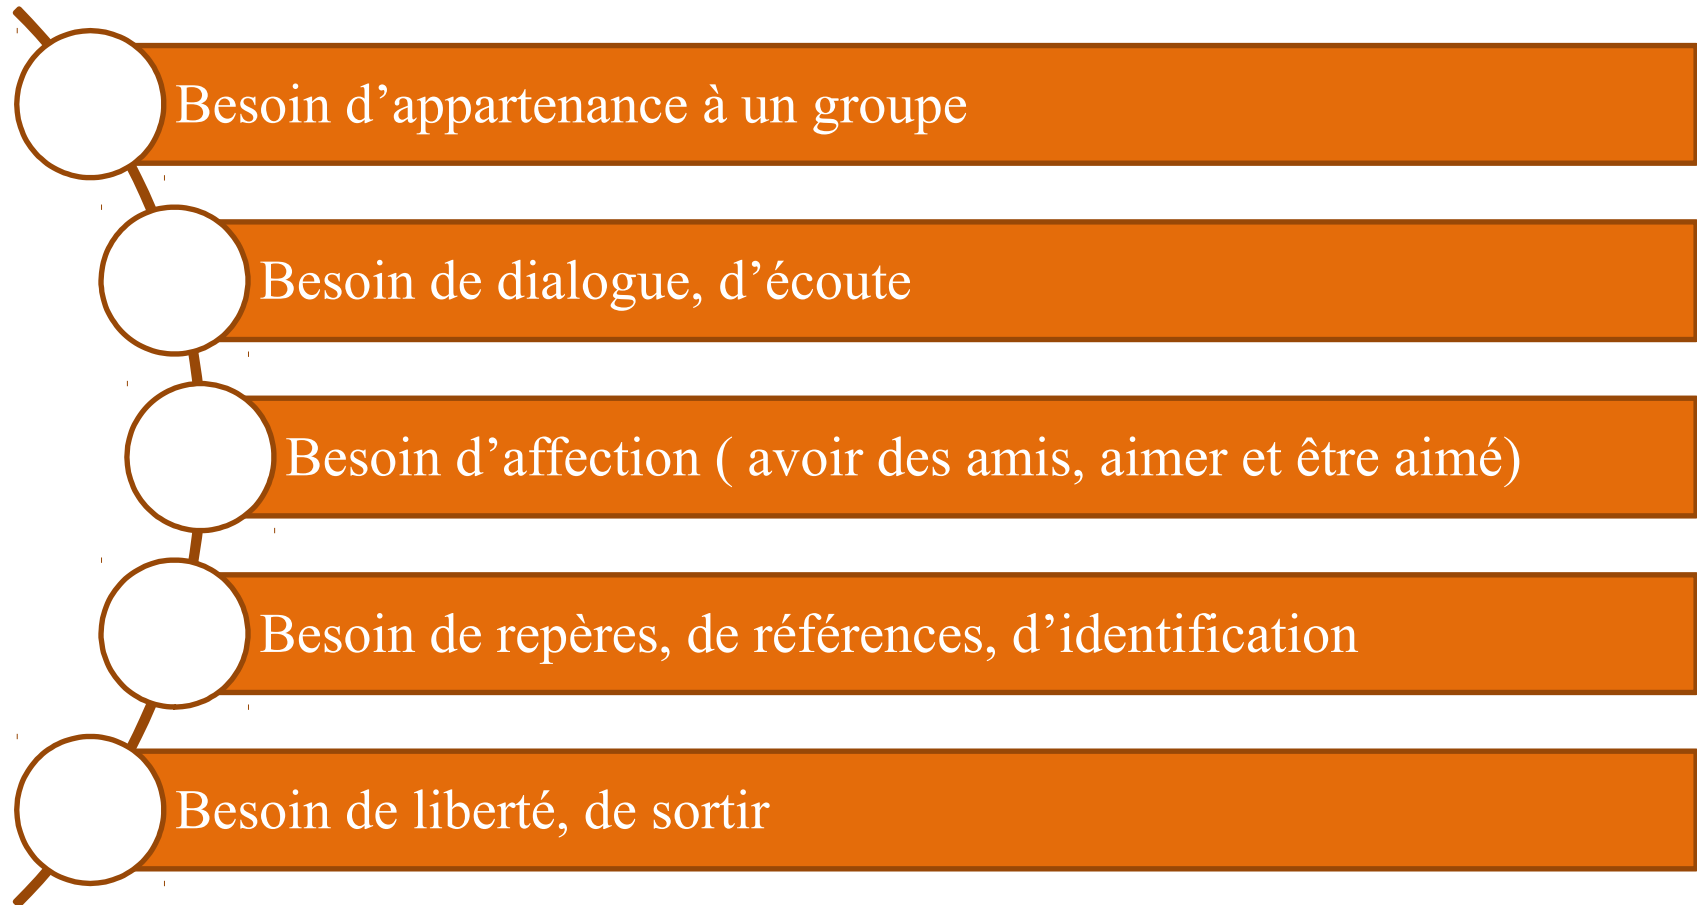 Besoin d’appartenance à un groupe
Besoin de dialogue, d’écoute
Besoin d’affection ( avoir des amis, aimer et être aimé)
Besoin de repères, de références, d’identification
Besoin de liberté, de sortir